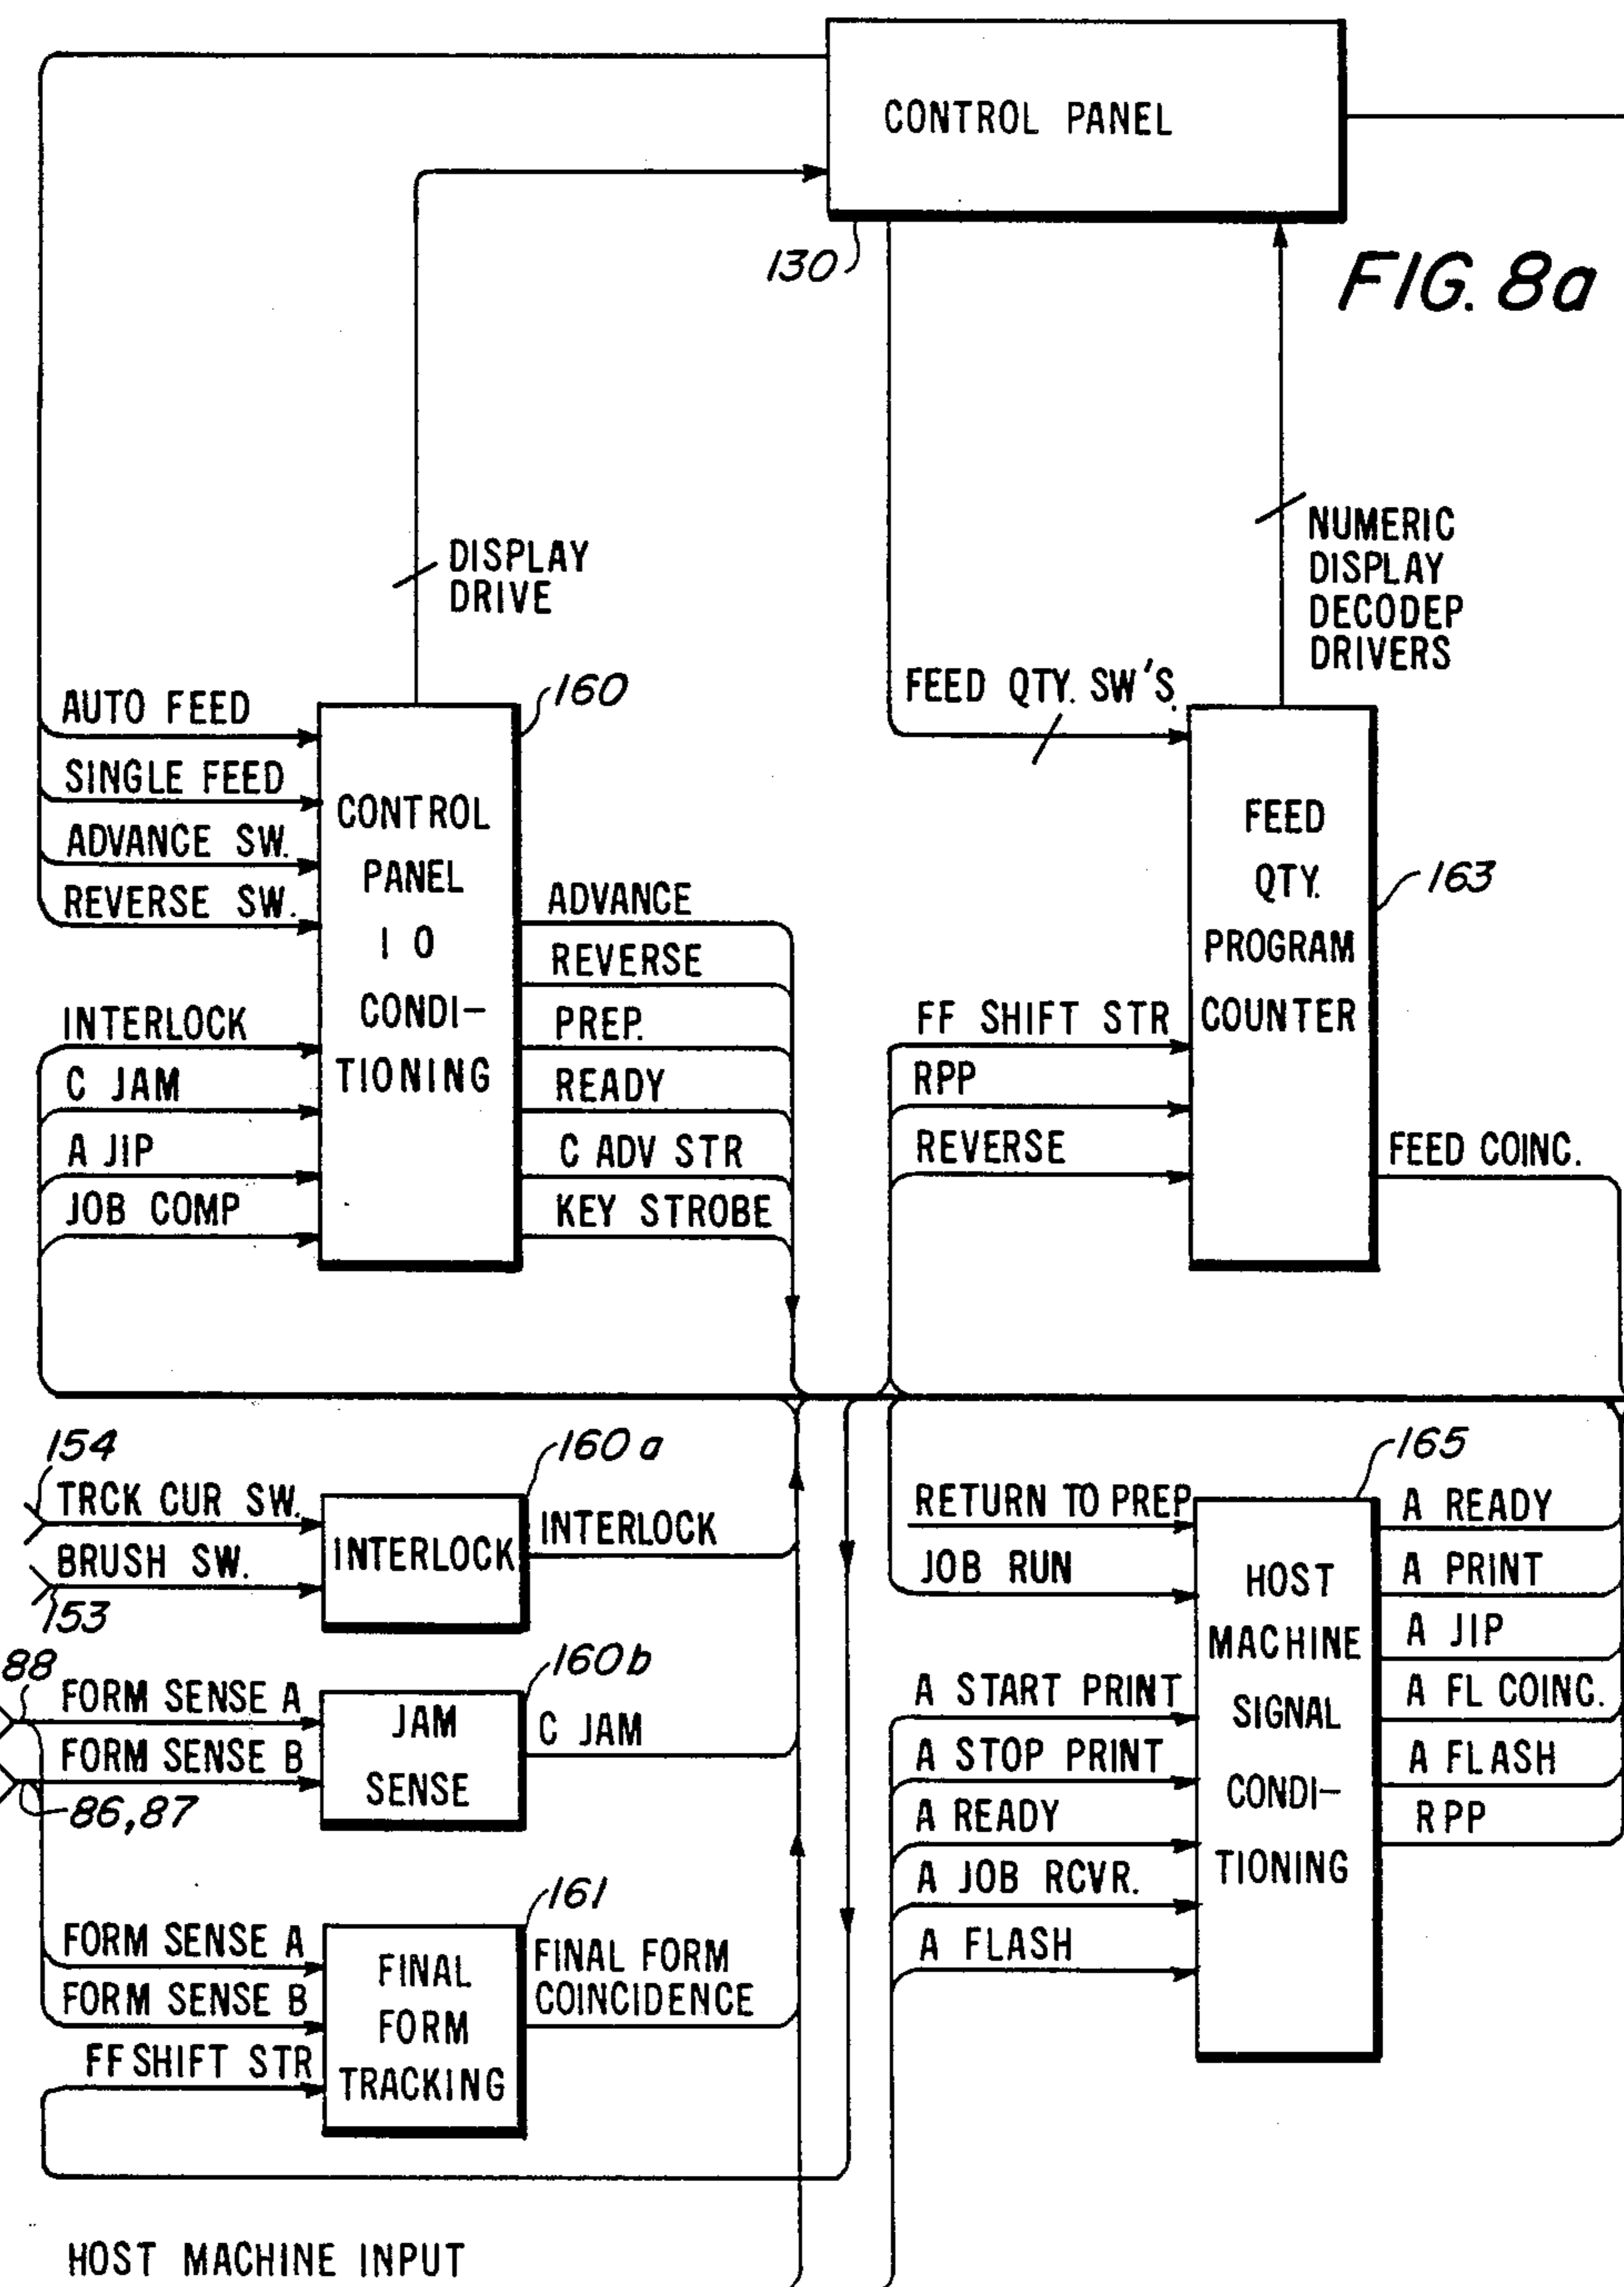 CONTROL PANEL
130
FIG. 8a
DISPLAY
DRIVE
NUMERIC
DISPLAY
DECODEP
DRIVERS
FEED QTY. SW'S.
AUTO FEED
SINGLE FEED
ADVANCE SW.
REVERSE SW.
INTERLOCK
C JAM
A JIP
JOB COMP
160
CONTROL
PANEL
I O
CONDI-
TIONING
ADVANCE
REVERSE
PREP.
READY
C ADV STR
KEY STROBE
FF SHIFT STR
RPP
REVERSE
163
FEED
QTY.
PROGRAM
COUNTER
FEED COINC.
154
TRCK CUR SW.
BRUSH SW.
153
160a
INTERLOCK
INTERLOCK
88
FORM SENSE A
FORM SENSE B
86,87
160b
JAM
SENSE
C JAM
FORM SENSE A
FORM SENSE B
FF SHIFT STR
161
FINAL
FORM
TRACKING
FINAL FORM
COINCIDENCE
RETURN TO PREP
JOB RUN
A START PRINT
A STOP PRINT
A READY
A JOB RCVR.
A FLASH
165
HOST
MACHINE
SIGNAL
CONDI-
TIONING
A READY
A PRINT
A JIP
A FL COINC.
A FLASH
RPP
HOST MACHINE INPUT